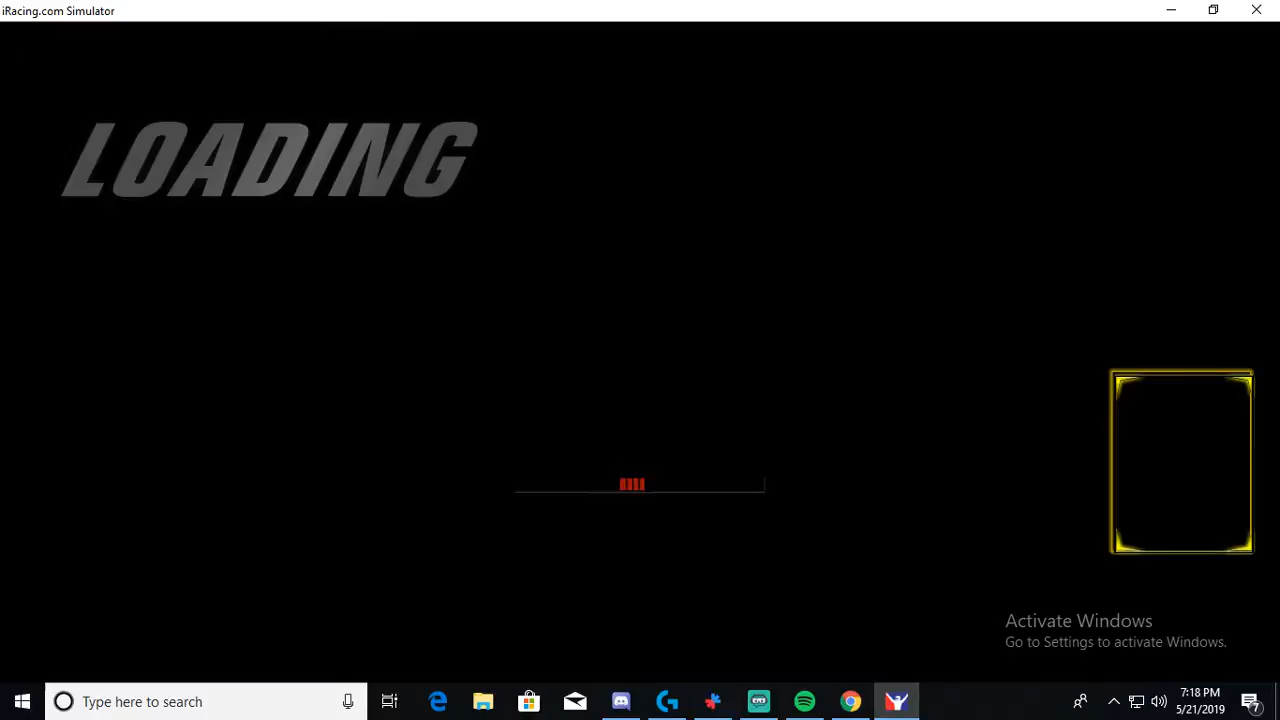 iRacing.com Simulator
LOADING
Activate Windows
Go to Settings to activate Windows.
Type here to search
7:18 PM
5/21/2019
7